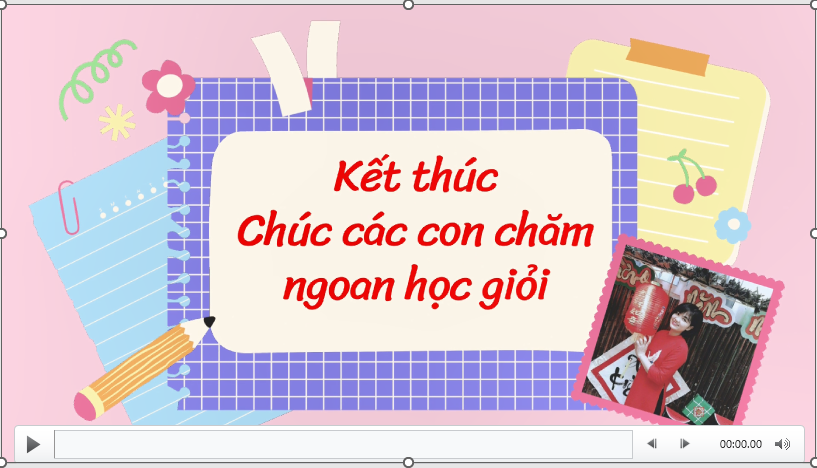 Kết thúc
Chúc các con chăm
ngoan học giỏi
00:00.00